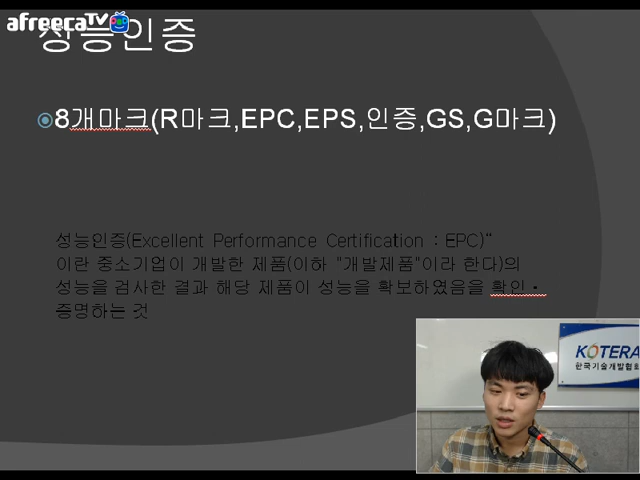 afreecaTV
성능인증
8개마크(R마크,EPC,EPS,인증,GS,G마크)
성능인증(Excellent Performance Certification : EPC)“
이란 중소기업이 개발한 제품(이하 "개발제품"이라 한다)의
성능을 검사한 결과 해당 제품이 성능을 확보하였음을 확인·
증명하는 것
KOTERA
한국기술개발협회